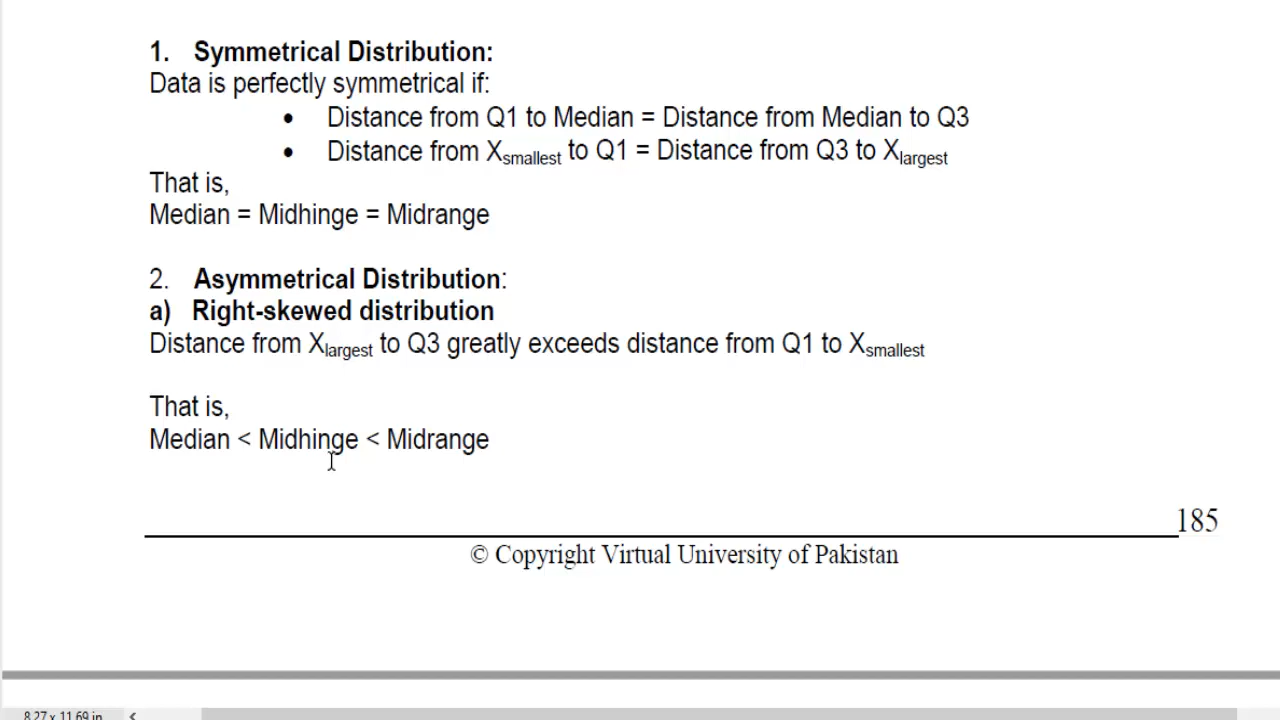 1. Symmetrical Distribution:
Data is perfectly symmetrical if:
• Distance from Q1 to Median = Distance from Median to Q3
• Distance from Xsmallest to Q1 = Distance from Q3 to Xlargest
That is,
Median = Midhinge = Midrange
2. Asymmetrical Distribution:
a) Right-skewed distribution
Distance from Xlargest to Q3 greatly exceeds distance from Q1 to Xsmallest
That is,
Median < Midhinge < Midrange
185
© Copyright Virtual University of Pakistan
8.27 x 11.69 in